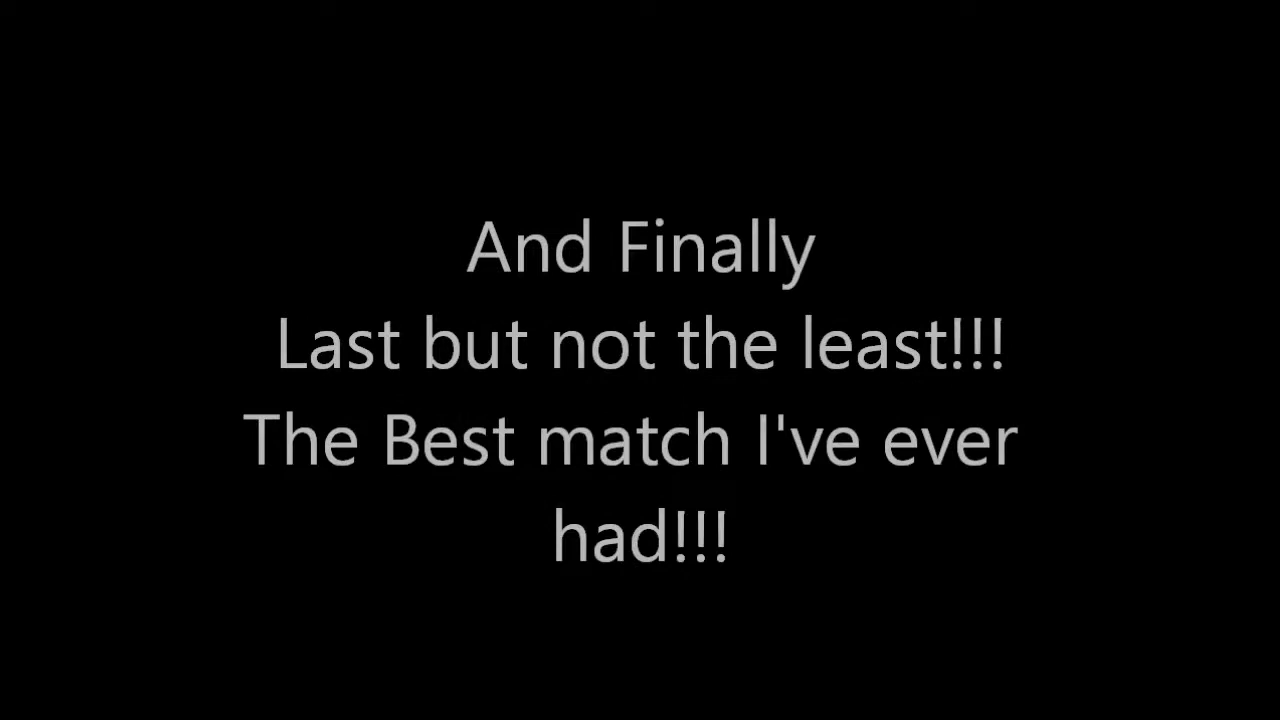 And Finally
Last but not the least!!!
The Best match I've ever
had!!!